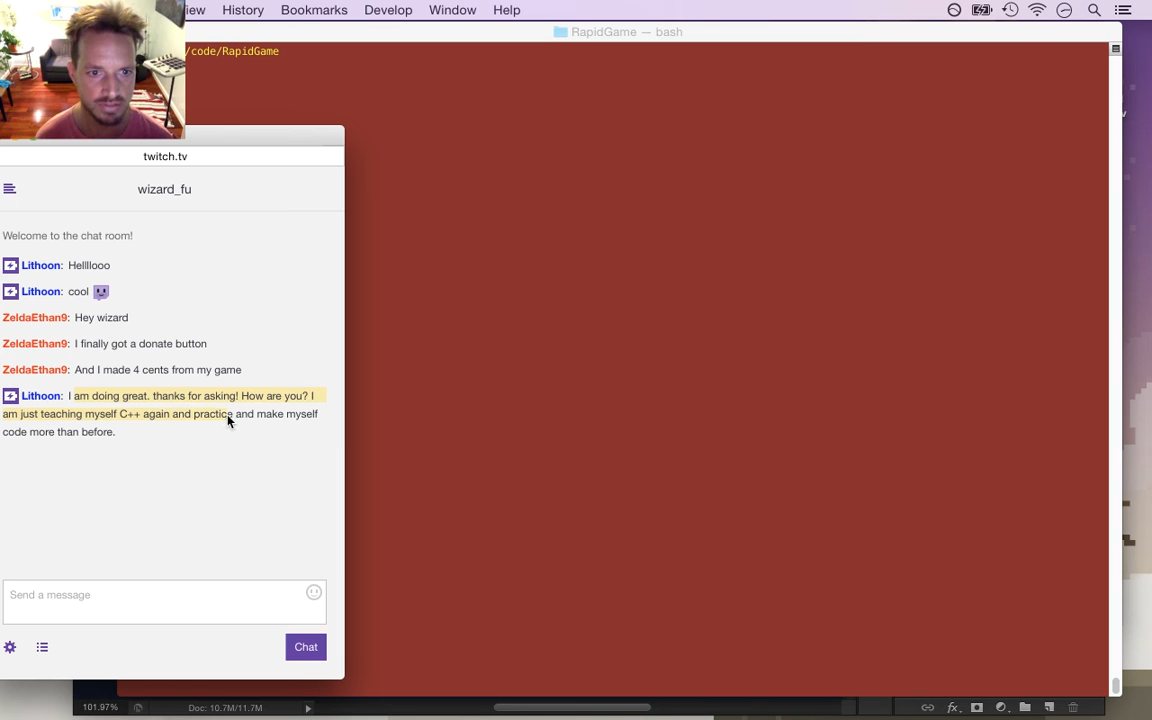 iew History Bookmarks Develop Window Help
RapidGame — bash
/code/RapidGame
twitch.tv
wizard_fu
Welcome to the chat room!
Lithoon: Hellllooo
Lithoon: cool
ZeldaEthan9: Hey wizard
ZeldaEthan9: I finally got a donate button
ZeldaEthan9: And I made 4 cents from my game
Lithoon: I am doing great. thanks for asking! How are you? I
am just teaching myself C++ again and practice and make myself
code more than before.
Send a message
Chat
101.97% Doc: 10.7M/11.7M
fx